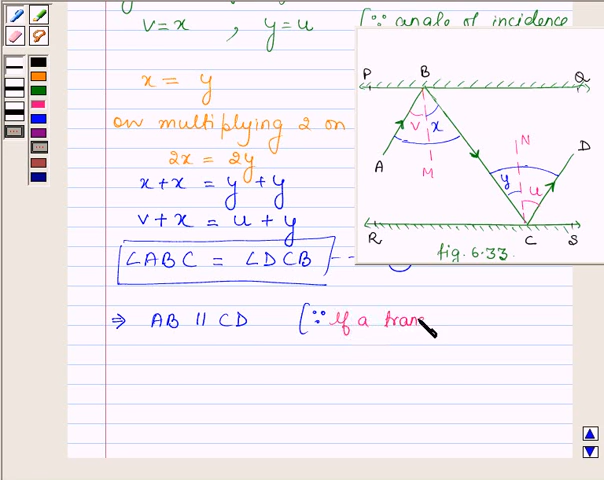 v=x , y=u [∵ angle of incidence
x = y
on multiplying 2 on
2x = 2y
x+x = y+y
v+x = u+y
∠ABC = ∠DCB --
⇒ AB || CD [∵ If a tran
P B Q
v x
A M
N D
y u
R C S
fig. 6.33